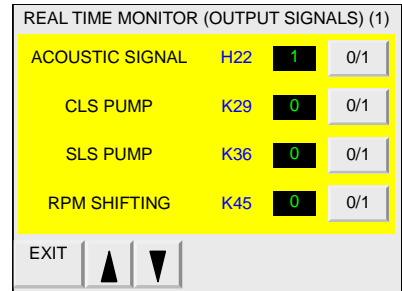 REAL TIME MONITOR (OUTPUT SIGNALS) (1)
ACOUSTIC SIGNAL H22 1 0/1
CLS PUMP K29 0 0/1
SLS PUMP K36 0 0/1
RPM SHIFTING K45 0 0/1
EXIT